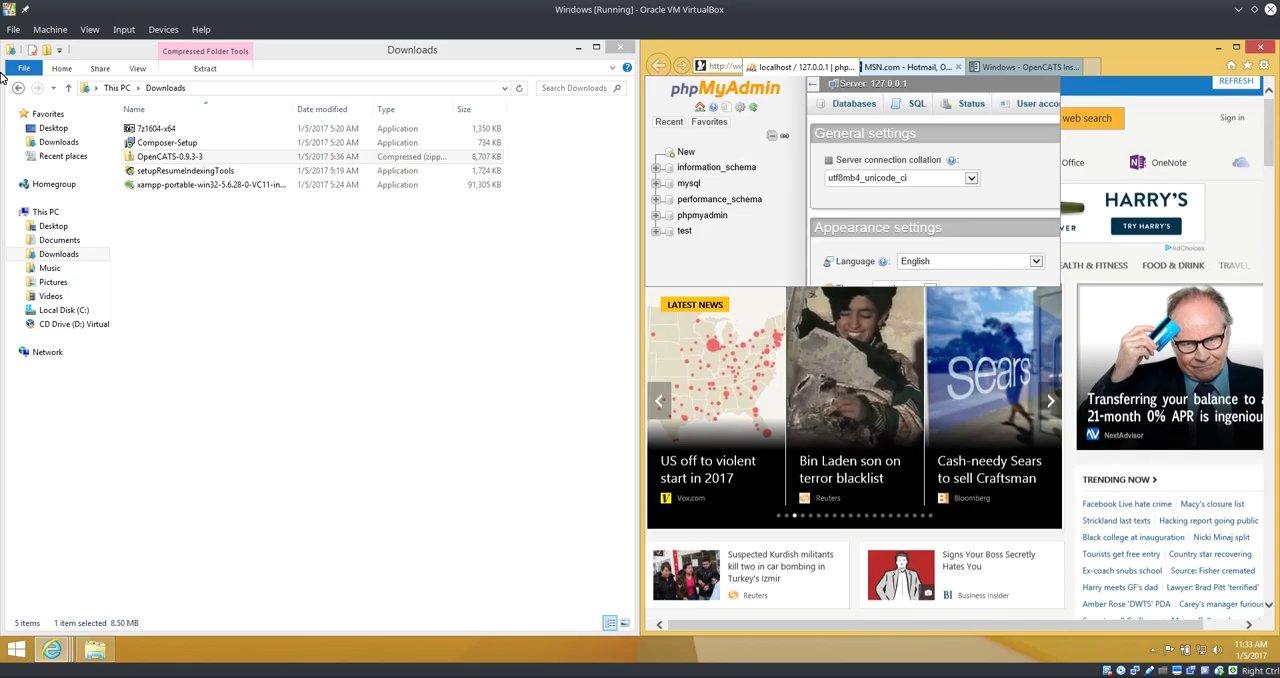 Windows [Running] - Oracle VM VirtualBox
File Machine View Input Devices Help
Compressed Folder Tools
Downloads
File Home Share View Extract
This PC Downloads
Search Downloads
Name Date modified Type Size
Favorites
Desktop
Downloads
Recent places
Homegroup
This PC
Desktop
Documents
Downloads
Music
Pictures
Videos
Local Disk (C:)
CD Drive (D:) Virtual
Network
7z1604-x64 1/5/2017 5:20 AM Application 1,350 KB
Composer-Setup 1/5/2017 5:20 AM Application 734 KB
OpenCATS-0.9.3-3 1/5/2017 5:36 AM Compressed (zipp... 8,707 KB
setupResumeIndexingTools 1/5/2017 5:19 AM Application 1,724 KB
xampp-portable-win32-5.6.28-0-VC11-in... 1/5/2017 5:24 AM Application 91,305 KB
5 items 1 item selected 8.50 MB
http://wv
localhost / 127.0.0.1 | php...
MSN.com - Hotmail, O...
Windows - OpenCATS Ins...
phpMyAdmin
Recent Favorites
New
information_schema
mysql
performance_schema
phpmyadmin
test
Server: 127.0.0.1
Databases SQL Status User acco
General settings
Server connection collation :
utf8mb4_unicode_ci
Appearance settings
Language : English
REFRESH
web search
Sign in
Office OneNote
VER
HARRY'S
TRY HARRY'S
AdChoices
EALTH & FITNESS FOOD & DRINK TRAVEL
LATEST NEWS
sears
US off to violent
start in 2017
Vox.com
Bin Laden son on
terror blacklist
Reuters
Cash-needy Sears
to sell Craftsman
Bloomberg
Transferring your balance to a
21-month 0% APR is ingeniou
NextAdvisor
Suspected Kurdish militants
kill two in car bombing in
Turkey's Izmir
Reuters
Signs Your Boss Secretly
Hates You
BI Business Insider
TRENDING NOW
Facebook Live hate crime Macy's closure list
Strickland last texts Hacking report going public
Black college at inauguration Nicki Minaj split
Tourists get free entry Country star recovering
Ex-coach snubs school Source: Fisher cremated
Harry meets GF's dad Lawyer: Brad Pitt 'terrified'
Amber Rose 'DWTS' PDA Carey's manager furious
11:33 AM
1/5/2017
Right Ctrl